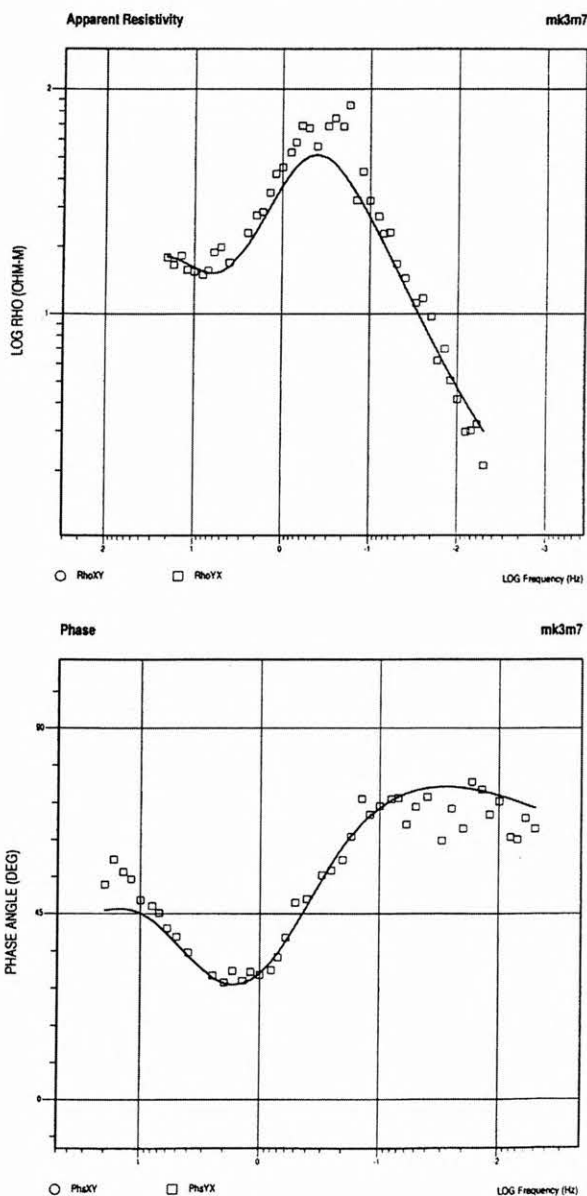 Apparent Resistivity mk3m7
2
LOG RHO (OHM-M)
1
2 1 0 -1 -2 -3
RhoXY RhoYX LOG Frequency (Hz)
Phase mk3m7
90
PHASE ANGLE (DEG)
45
0
1 0 -1 -2
PhsXY PhsYX LOG Frequency (Hz)